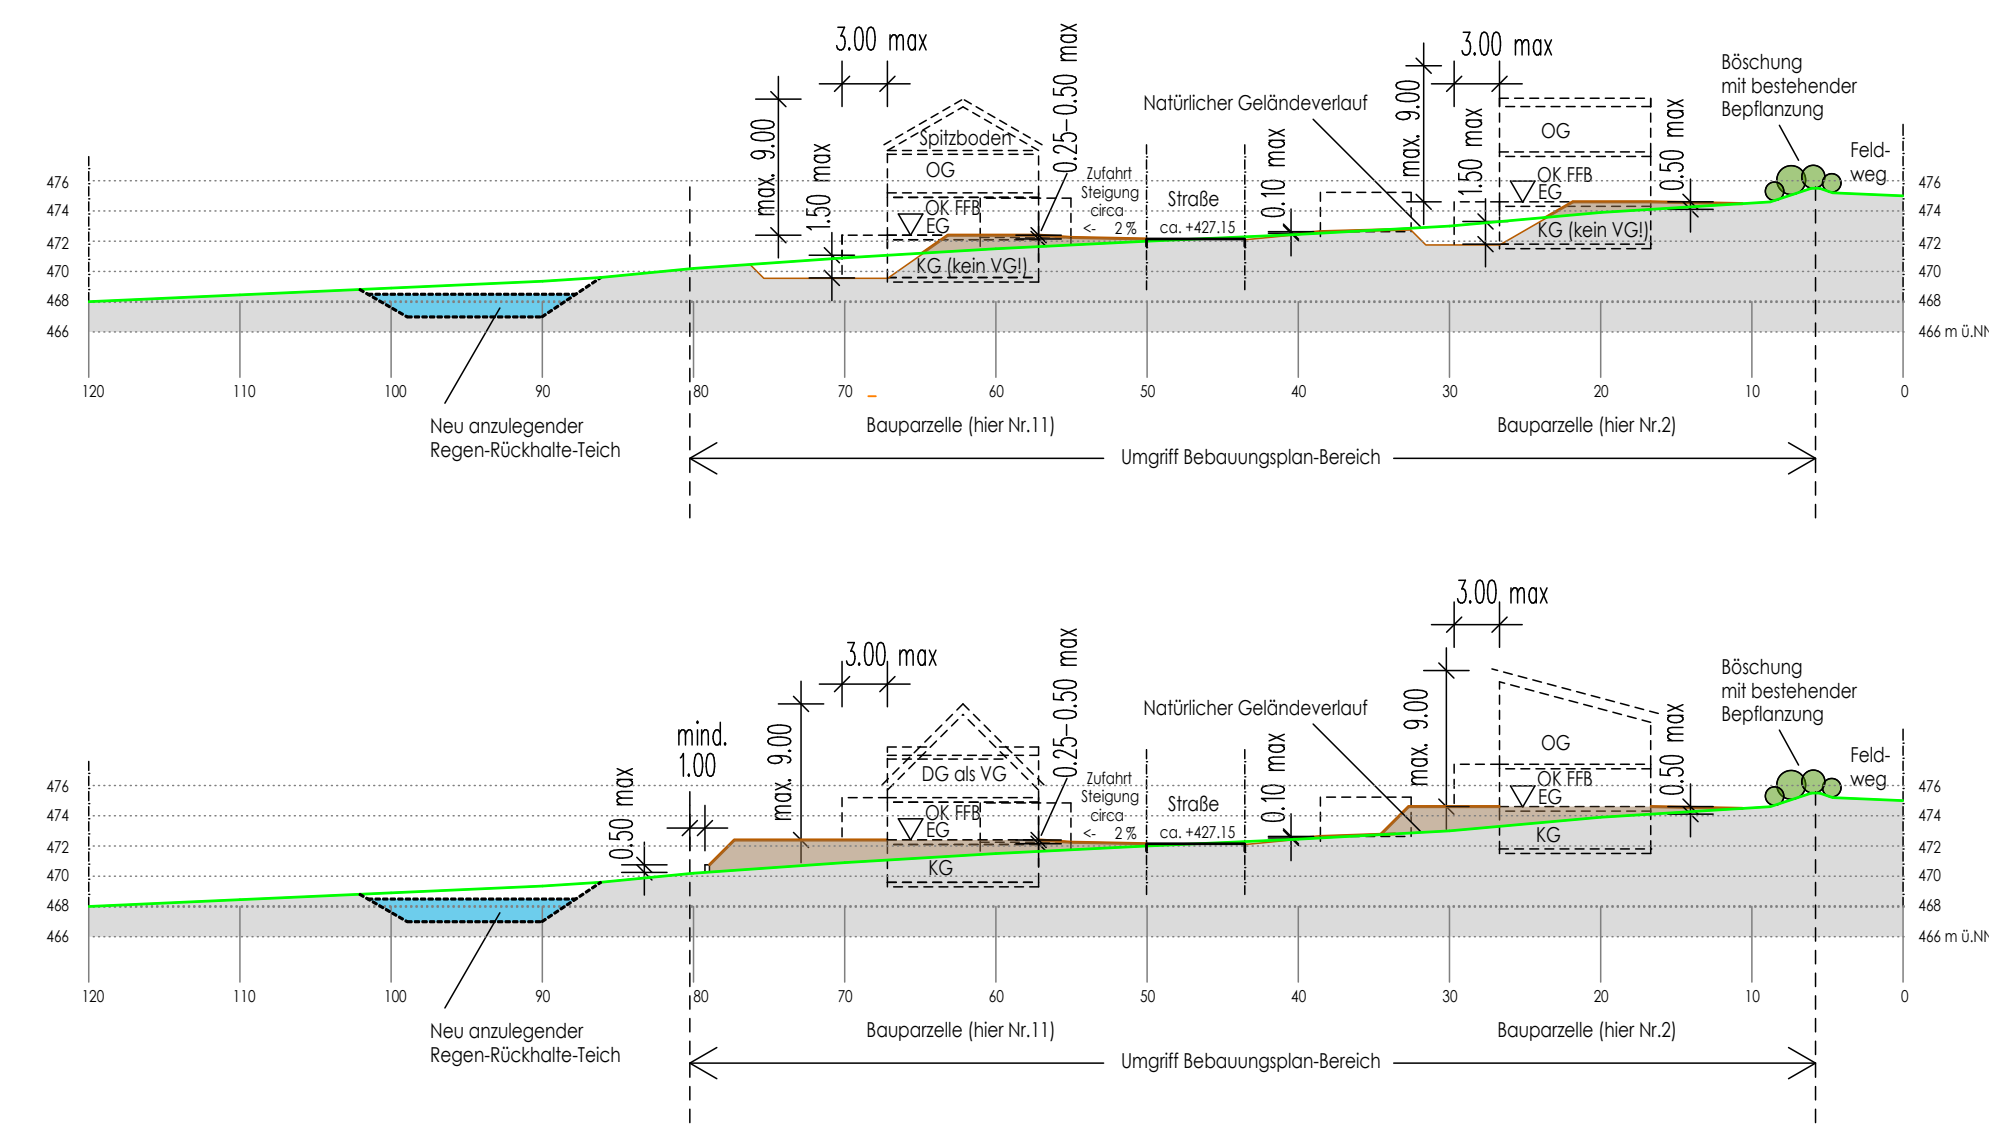 3.00 max
0.25-0.50 max
max. 9.00
1.50 max
Spitzboden
OG
OK FFB
EG
KG (kein VG!)
Zufahrt
Steigung
circa
<- 2 %
Straße
ca. +427.15
Natürlicher Geländeverlauf
0.10 max
3.00 max
max. 9.00
1.50 max
OG
OK FFB
EG
KG (kein VG!)
0.50 max
Böschung
mit bestehender
Bepflanzung
Feld-
weg
476
474
472
470
468
466
476
474
472
470
468
466 m ü.NN
120 110 100 90 80 70 60 50 40 30 20 10 0
Neu anzulegender
Regen-Rückhalte-Teich
Bauparzelle (hier Nr.11)
Bauparzelle (hier Nr.2)
Umgriff Bebauungsplan-Bereich
mind.
1.00
0.50 max
max. 9.00
3.00 max
0.25-0.50 max
DG als VG
OK FFB
EG
KG
Zufahrt
Steigung
circa
<- 2 %
Straße
ca. +427.15
Natürlicher Geländeverlauf
0.10 max
3.00 max
max. 9.00
OG
OK FFB
EG
KG
0.50 max
Böschung
mit bestehender
Bepflanzung
Feld-
weg
476
474
472
470
468
466
476
474
472
470
468
466 m ü.NN
120 110 100 90 80 70 60 50 40 30 20 10 0
Neu anzulegender
Regen-Rückhalte-Teich
Bauparzelle (hier Nr.11)
Bauparzelle (hier Nr.2)
Umgriff Bebauungsplan-Bereich